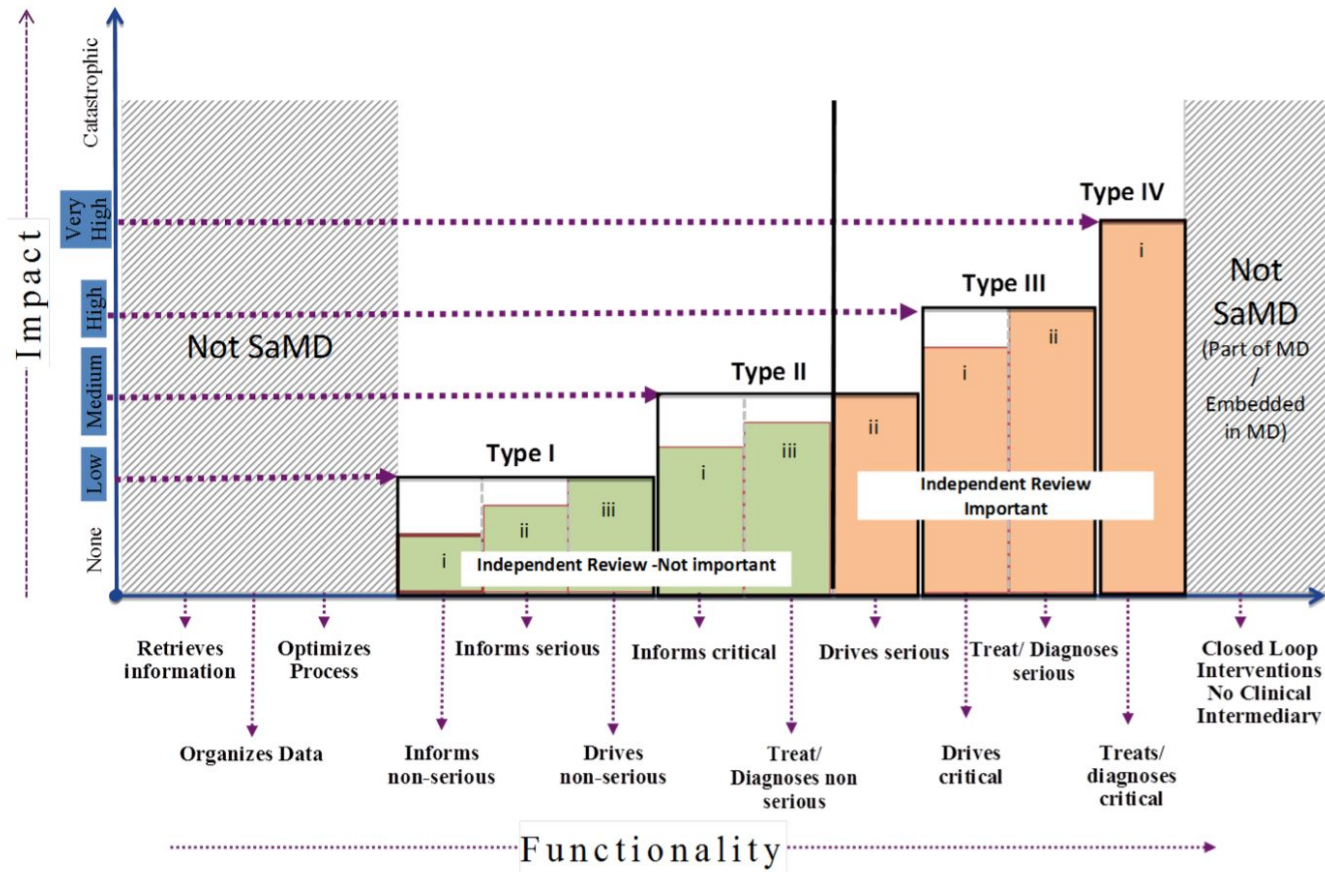 Impact
Catastrophic
Very
High
High
Medium
Low
None
Not SaMD
Type I
i
ii
iii
Independent Review -Not important
Type II
i
iii
ii
Type III
i
ii
Independent Review
Important
Type IV
i
Not
SaMD
(Part of MD
/
Embedded
in MD)
Retrieves
information
Organizes Data
Optimizes
Process
Informs
non-serious
Informs serious
Drives
non-serious
Informs critical
Treat/
Diagnoses non
serious
Drives serious
Drives
critical
Treat/ Diagnoses
serious
Treats/
diagnoses
critical
Closed Loop
Interventions
No Clinical
Intermediary
Functionality